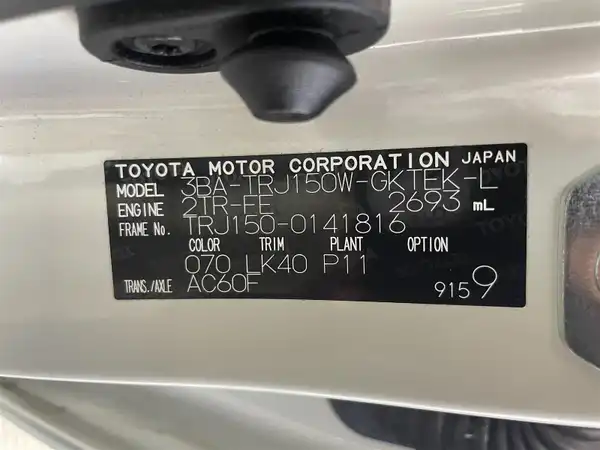 TOYOTA MOTOR CORPORATION JAPAN
MODEL 3BA-TRJ150W-GKTEK-L
ENGINE 2TR-FE 2693 mL
FRAME No. TRJ150-0141816
COLOR TRIM PLANT OPTION
070 LK40 P11
TRANS./AXLE AC60F
9159